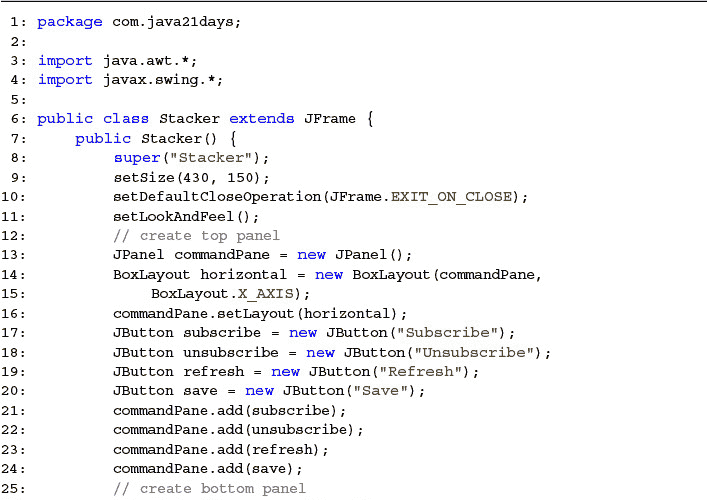 1: package com.java21days;
2:
3: import java.awt.*;
4: import javax.swing.*;
5:
6: public class Stacker extends JFrame {
7:     public Stacker() {
8:         super("Stacker");
9:         setSize(430, 150);
10:         setDefaultCloseOperation(JFrame.EXIT_ON_CLOSE);
11:         setLookAndFeel();
12:         // create top panel
13:         JPanel commandPane = new JPanel();
14:         BoxLayout horizontal = new BoxLayout(commandPane,
15:             BoxLayout.X_AXIS);
16:         commandPane.setLayout(horizontal);
17:         JButton subscribe = new JButton("Subscribe");
18:         JButton unsubscribe = new JButton("Unsubscribe");
19:         JButton refresh = new JButton("Refresh");
20:         JButton save = new JButton("Save");
21:         commandPane.add(subscribe);
22:         commandPane.add(unsubscribe);
23:         commandPane.add(refresh);
24:         commandPane.add(save);
25:         // create bottom panel